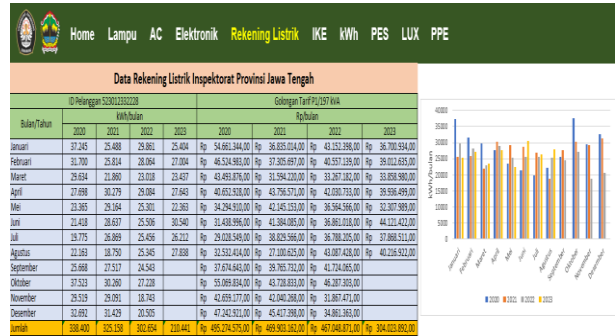 Home Lampu AC Elektronik Rekening Listrik IKE kWh PES LUX PPE
Data Rekening Listrik Inspektorat Provinsi Jawa Tengah
ID Pelanggan 523012332228 Golongan Tarif P1/197 kVA
Bulan/Tahun kWh/bulan Rp/bulan
2020 2021 2022 2023 2020 2021 2022 2023
Januari 37.245 25.488 29.861 25.404 Rp 54.661.344,00 Rp 36.835.014,00 Rp 43.152.398,00 Rp 36.700.934,00
Februari 31.700 25.814 28.064 27.004 Rp 46.524.983,00 Rp 37.305.697,00 Rp 40.557.139,00 Rp 39.012.635,00
Maret 29.634 21.860 23.018 23.437 Rp 43.493.876,00 Rp 31.594.220,00 Rp 33.267.182,00 Rp 33.858.980,00
April 27.698 30.279 29.084 27.643 Rp 40.652.928,00 Rp 43.756.571,00 Rp 42.030.733,00 Rp 39.936.499,00
Mei 23.365 29.164 25.301 22.363 Rp 34.294.910,00 Rp 42.145.153,00 Rp 36.564.566,00 Rp 32.307.989,00
Juni 21.418 28.637 25.506 30.540 Rp 31.438.996,00 Rp 41.384.085,00 Rp 36.861.018,00 Rp 44.121.422,00
Juli 19.775 26.869 25.456 26.212 Rp 29.028.549,00 Rp 38.829.566,00 Rp 36.788.205,00 Rp 37.868.511,00
Agustus 22.163 18.750 25.345 27.838 Rp 32.532.414,00 Rp 27.100.625,00 Rp 43.087.428,00 Rp 40.216.922,00
September 25.668 27.517 24.543 Rp 37.674.643,00 Rp 39.765.732,00 Rp 41.724.065,00
Oktober 37.523 30.260 27.228 Rp 55.069.834,00 Rp 43.728.833,00 Rp 46.287.303,00
November 29.519 29.091 18.743 Rp 42.659.177,00 Rp 42.040.268,00 Rp 31.867.471,00
Desember 32.692 31.429 20.505 Rp 47.242.921,00 Rp 45.417.398,00 Rp 34.861.363,00
Jumlah 338.400 325.158 302.654 210.441 Rp 495.274.575,00 Rp 469.903.162,00 Rp 467.048.871,00 Rp 304.023.892,00
kWh/bulan
40000
35000
30000
25000
20000
15000
10000
5000
0
Januari Februari Maret April Mei Juni Juli Agustus September Oktober November Desember
2020 2021 2022 2023